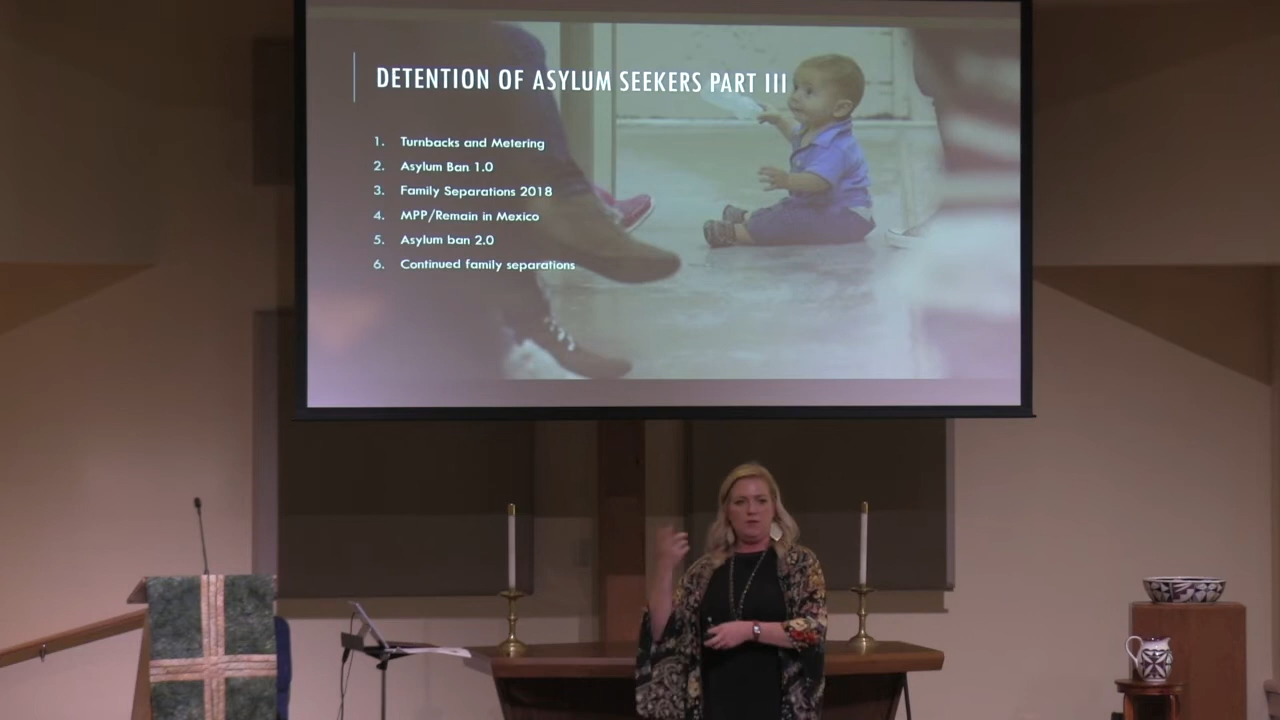 DETENTION OF ASYLUM SEEKERS PART III
1. Turnbacks and Metering
2. Asylum Ban 1.0
3. Family Separations 2018
4. MPP/Remain in Mexico
5. Asylum ban 2.0
6. Continued family separations